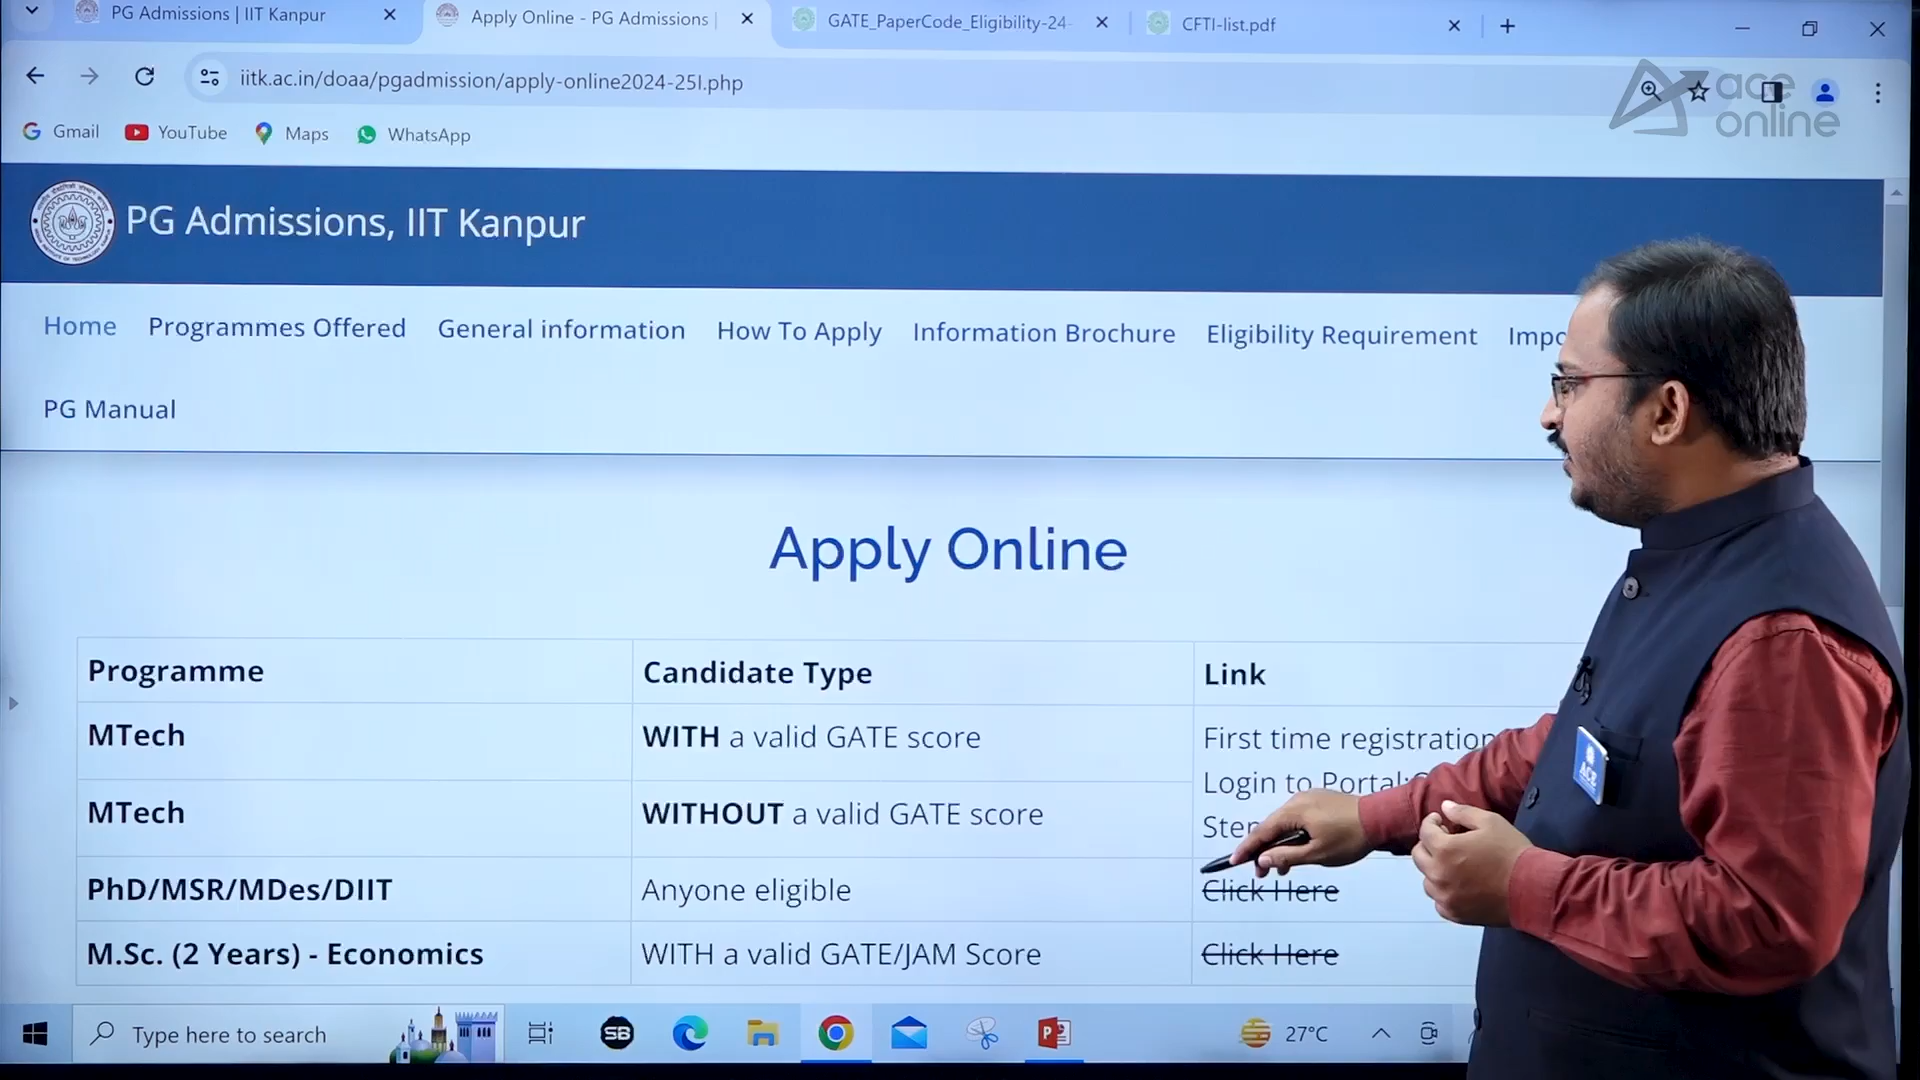 PG Admissions | IIT Kanpur
Apply Online - PG Admissions |
GATE_PaperCode_Eligibility-24-
CFTI-list.pdf
iitk.ac.in/doaa/pgadmission/apply-online2024-25I.php
ace online
Gmail YouTube Maps WhatsApp
PG Admissions, IIT Kanpur
Home Programmes Offered General information How To Apply Information Brochure Eligibility Requirement Impo
PG Manual
Apply Online
Programme Candidate Type Link
MTech WITH a valid GATE score First time registration
Login to Portal:
MTech WITHOUT a valid GATE score
PhD/MSR/MDes/DIIT Anyone eligible Click Here
M.Sc. (2 Years) - Economics WITH a valid GATE/JAM Score Click Here
ACE
Type here to search
SB
27°C